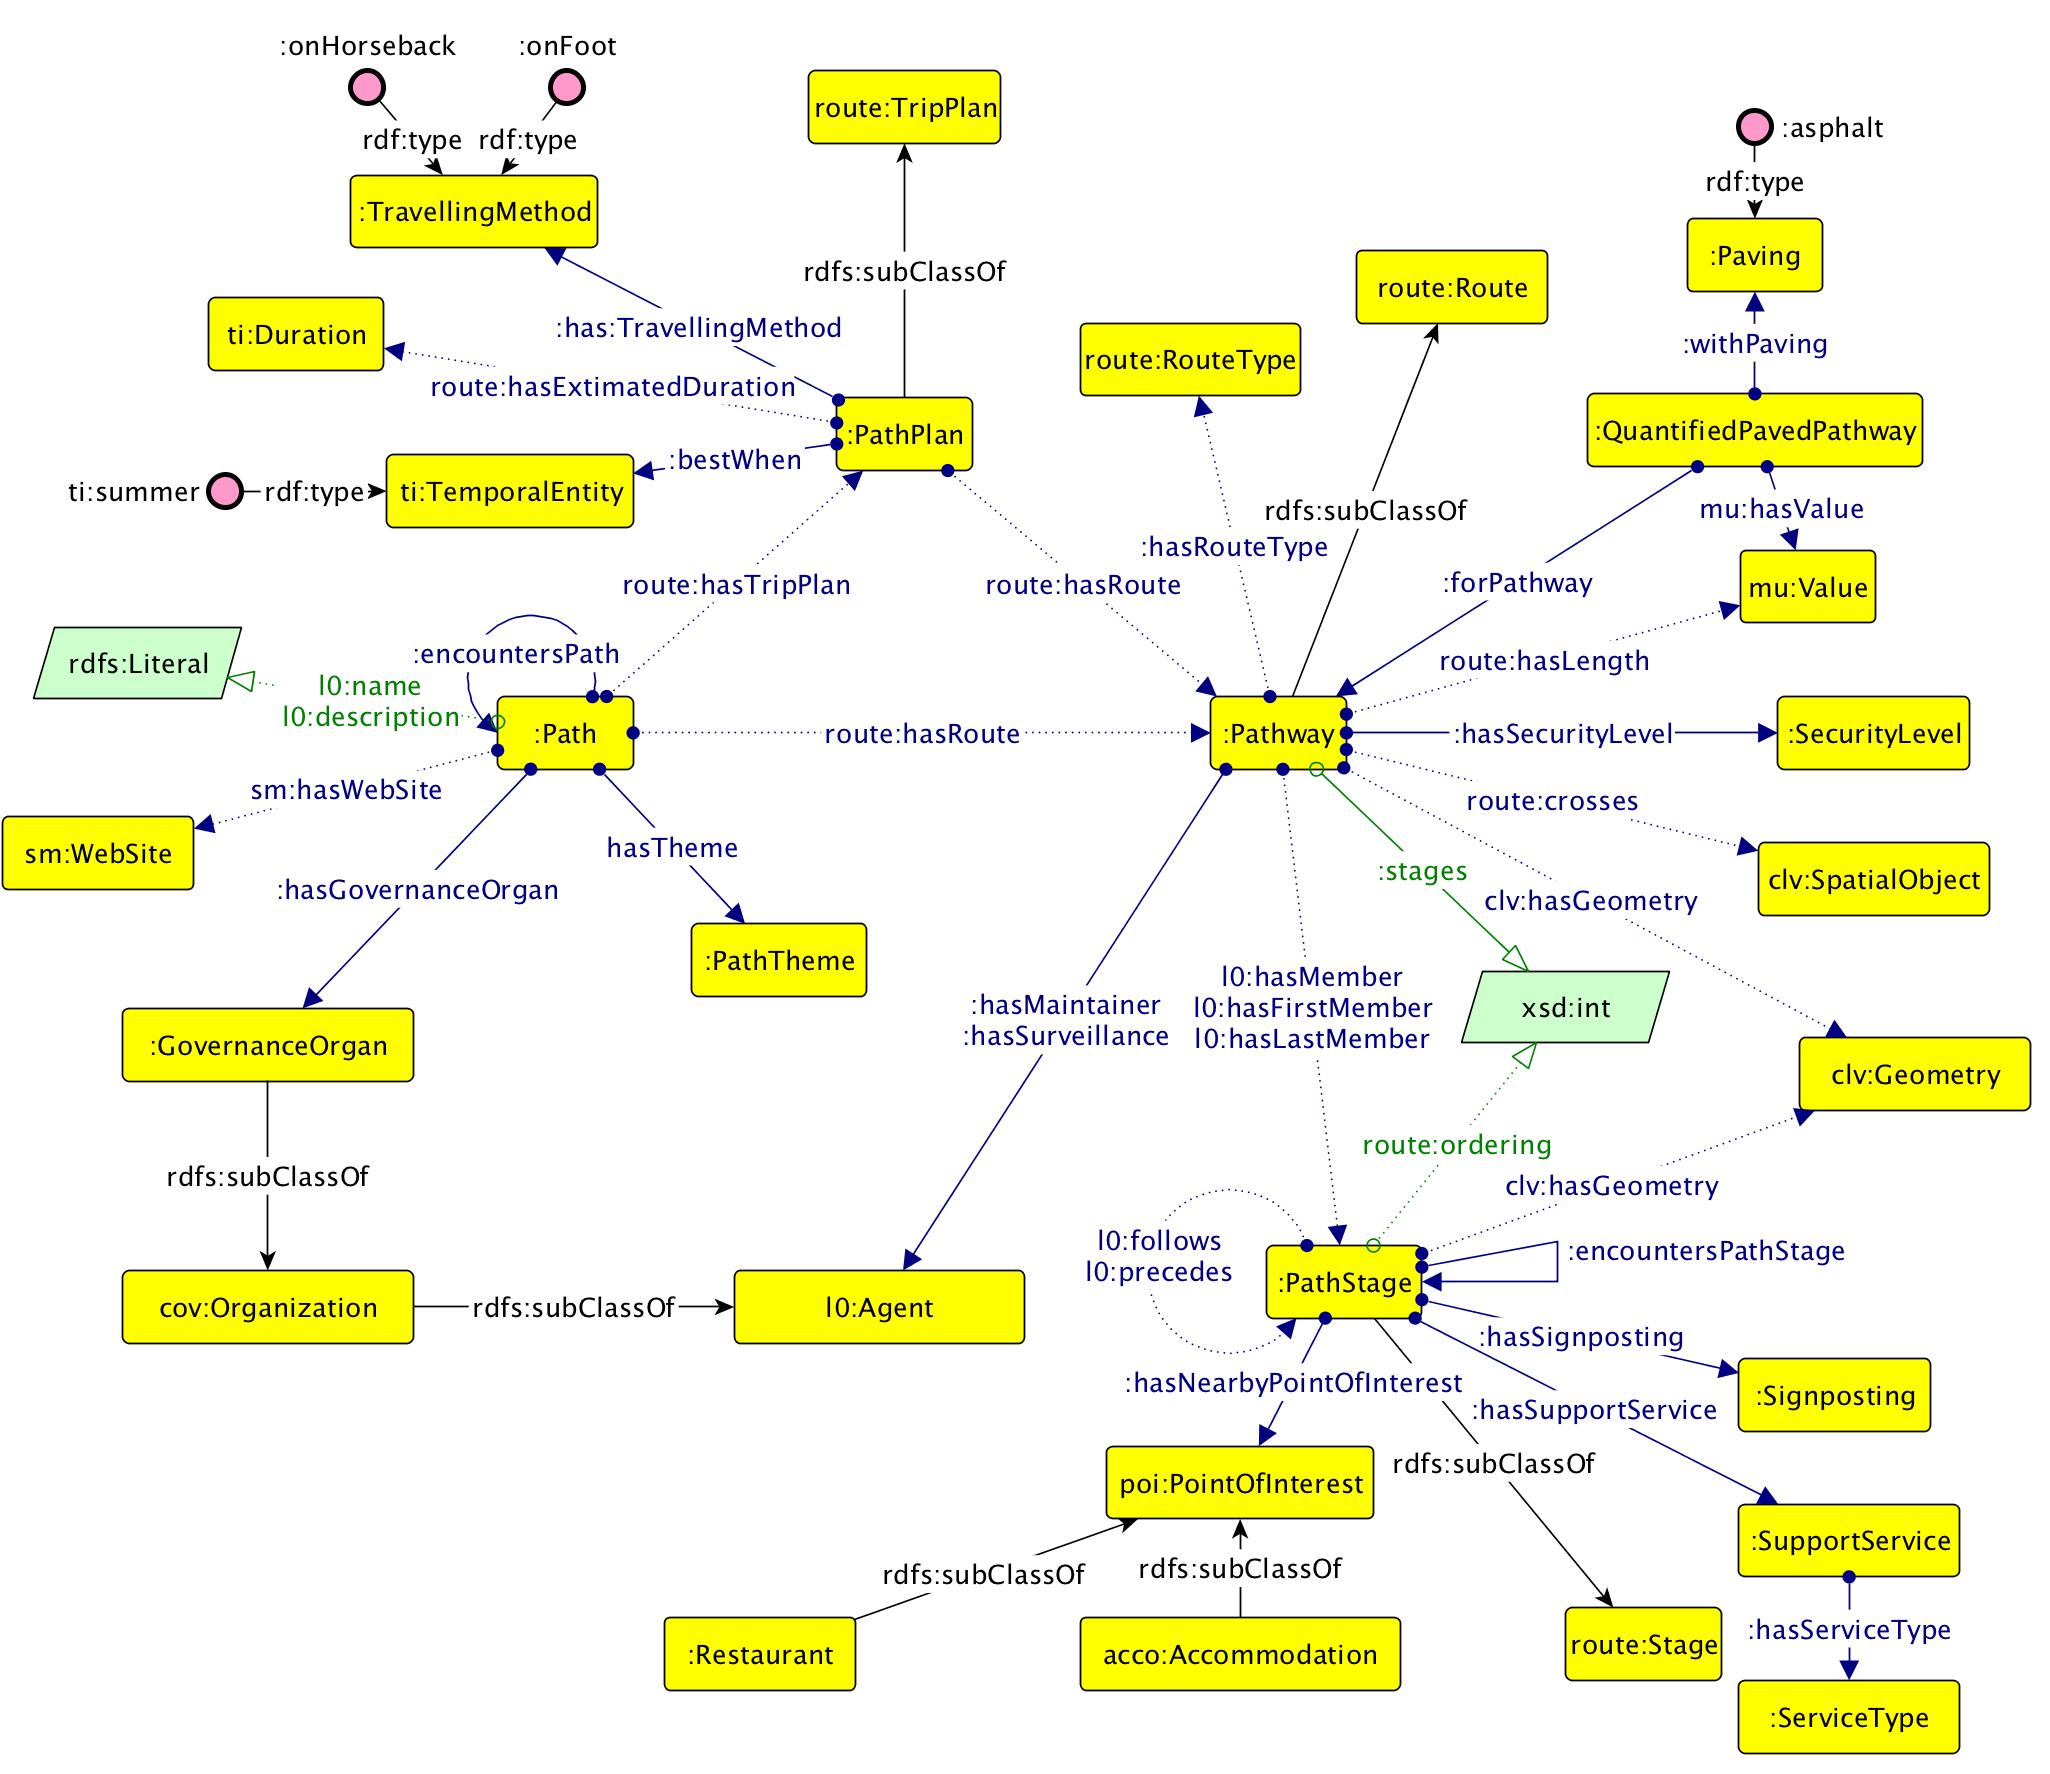 :onHorseback
:onFoot
rdf:type
rdf:type
route:TripPlan
:asphalt
rdf:type
:TravellingMethod
:Paving
rdfs:subClassOf
route:Route
:has:TravellingMethod
ti:Duration
route:RouteType
:withPaving
route:hasExtimatedDuration
:PathPlan
:QuantifiedPavedPathway
:bestWhen
ti:summer
rdf:type
ti:TemporalEntity
rdfs:subClassOf
mu:hasValue
:hasRouteType
route:hasTripPlan
route:hasRoute
:forPathway
mu:Value
:encountersPath
rdfs:Literal
l0:name
l0:description
route:hasLength
:Path
route:hasRoute
:Pathway
:hasSecurityLevel
:SecurityLevel
sm:hasWebSite
route:crosses
sm:WebSite
hasTheme
:stages
clv:SpatialObject
:hasGovernanceOrgan
clv:hasGeometry
:PathTheme
l0:hasMember
l0:hasFirstMember
l0:hasLastMember
:hasMaintainer
:hasSurveillance
xsd:int
:GovernanceOrgan
clv:Geometry
route:ordering
rdfs:subClassOf
clv:hasGeometry
l0:follows
l0:precedes
:encountersPathStage
:PathStage
cov:Organization
rdfs:subClassOf
l0:Agent
:hasSignposting
:hasNearbyPointOfInterest
:Signposting
:hasSupportService
rdfs:subClassOf
poi:PointOfInterest
:SupportService
rdfs:subClassOf
rdfs:subClassOf
:hasServiceType
:Restaurant
acco:Accommodation
route:Stage
:ServiceType